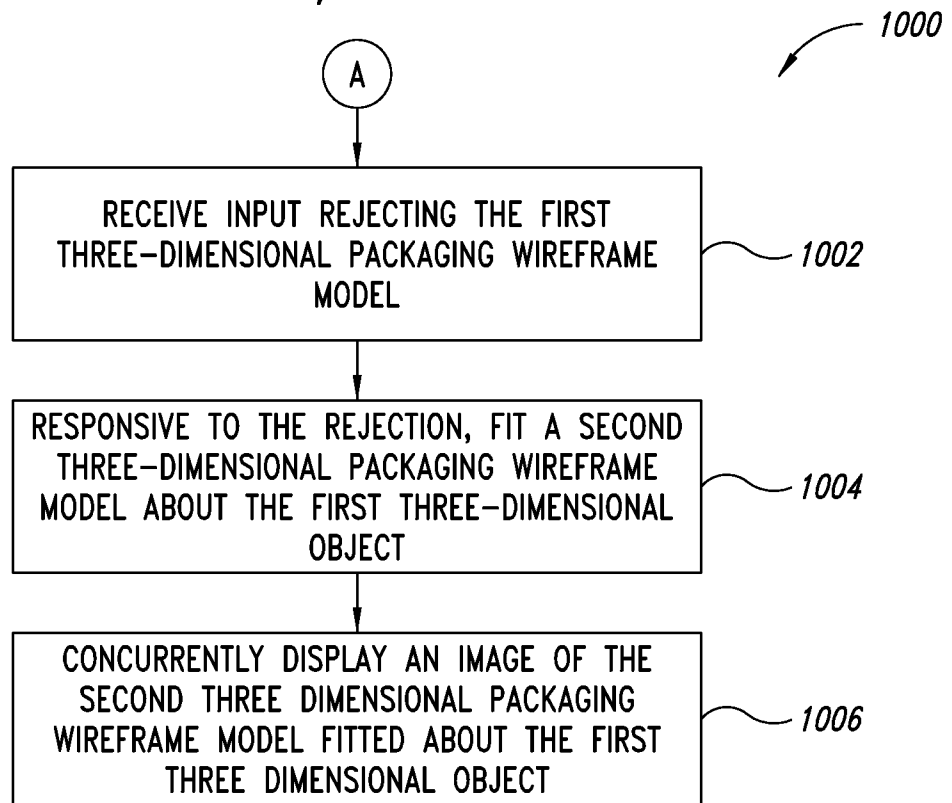 1000
A
RECEIVE INPUT REJECTING THE FIRST
THREE-DIMENSIONAL PACKAGING WIREFRAME
MODEL
1002
RESPONSIVE TO THE REJECTION, FIT A SECOND
THREE-DIMENSIONAL PACKAGING WIREFRAME
MODEL ABOUT THE FIRST THREE-DIMENSIONAL
OBJECT
1004
CONCURRENTLY DISPLAY AN IMAGE OF THE
SECOND THREE DIMENSIONAL PACKAGING
WIREFRAME MODEL FITTED ABOUT THE FIRST
THREE DIMENSIONAL OBJECT
1006